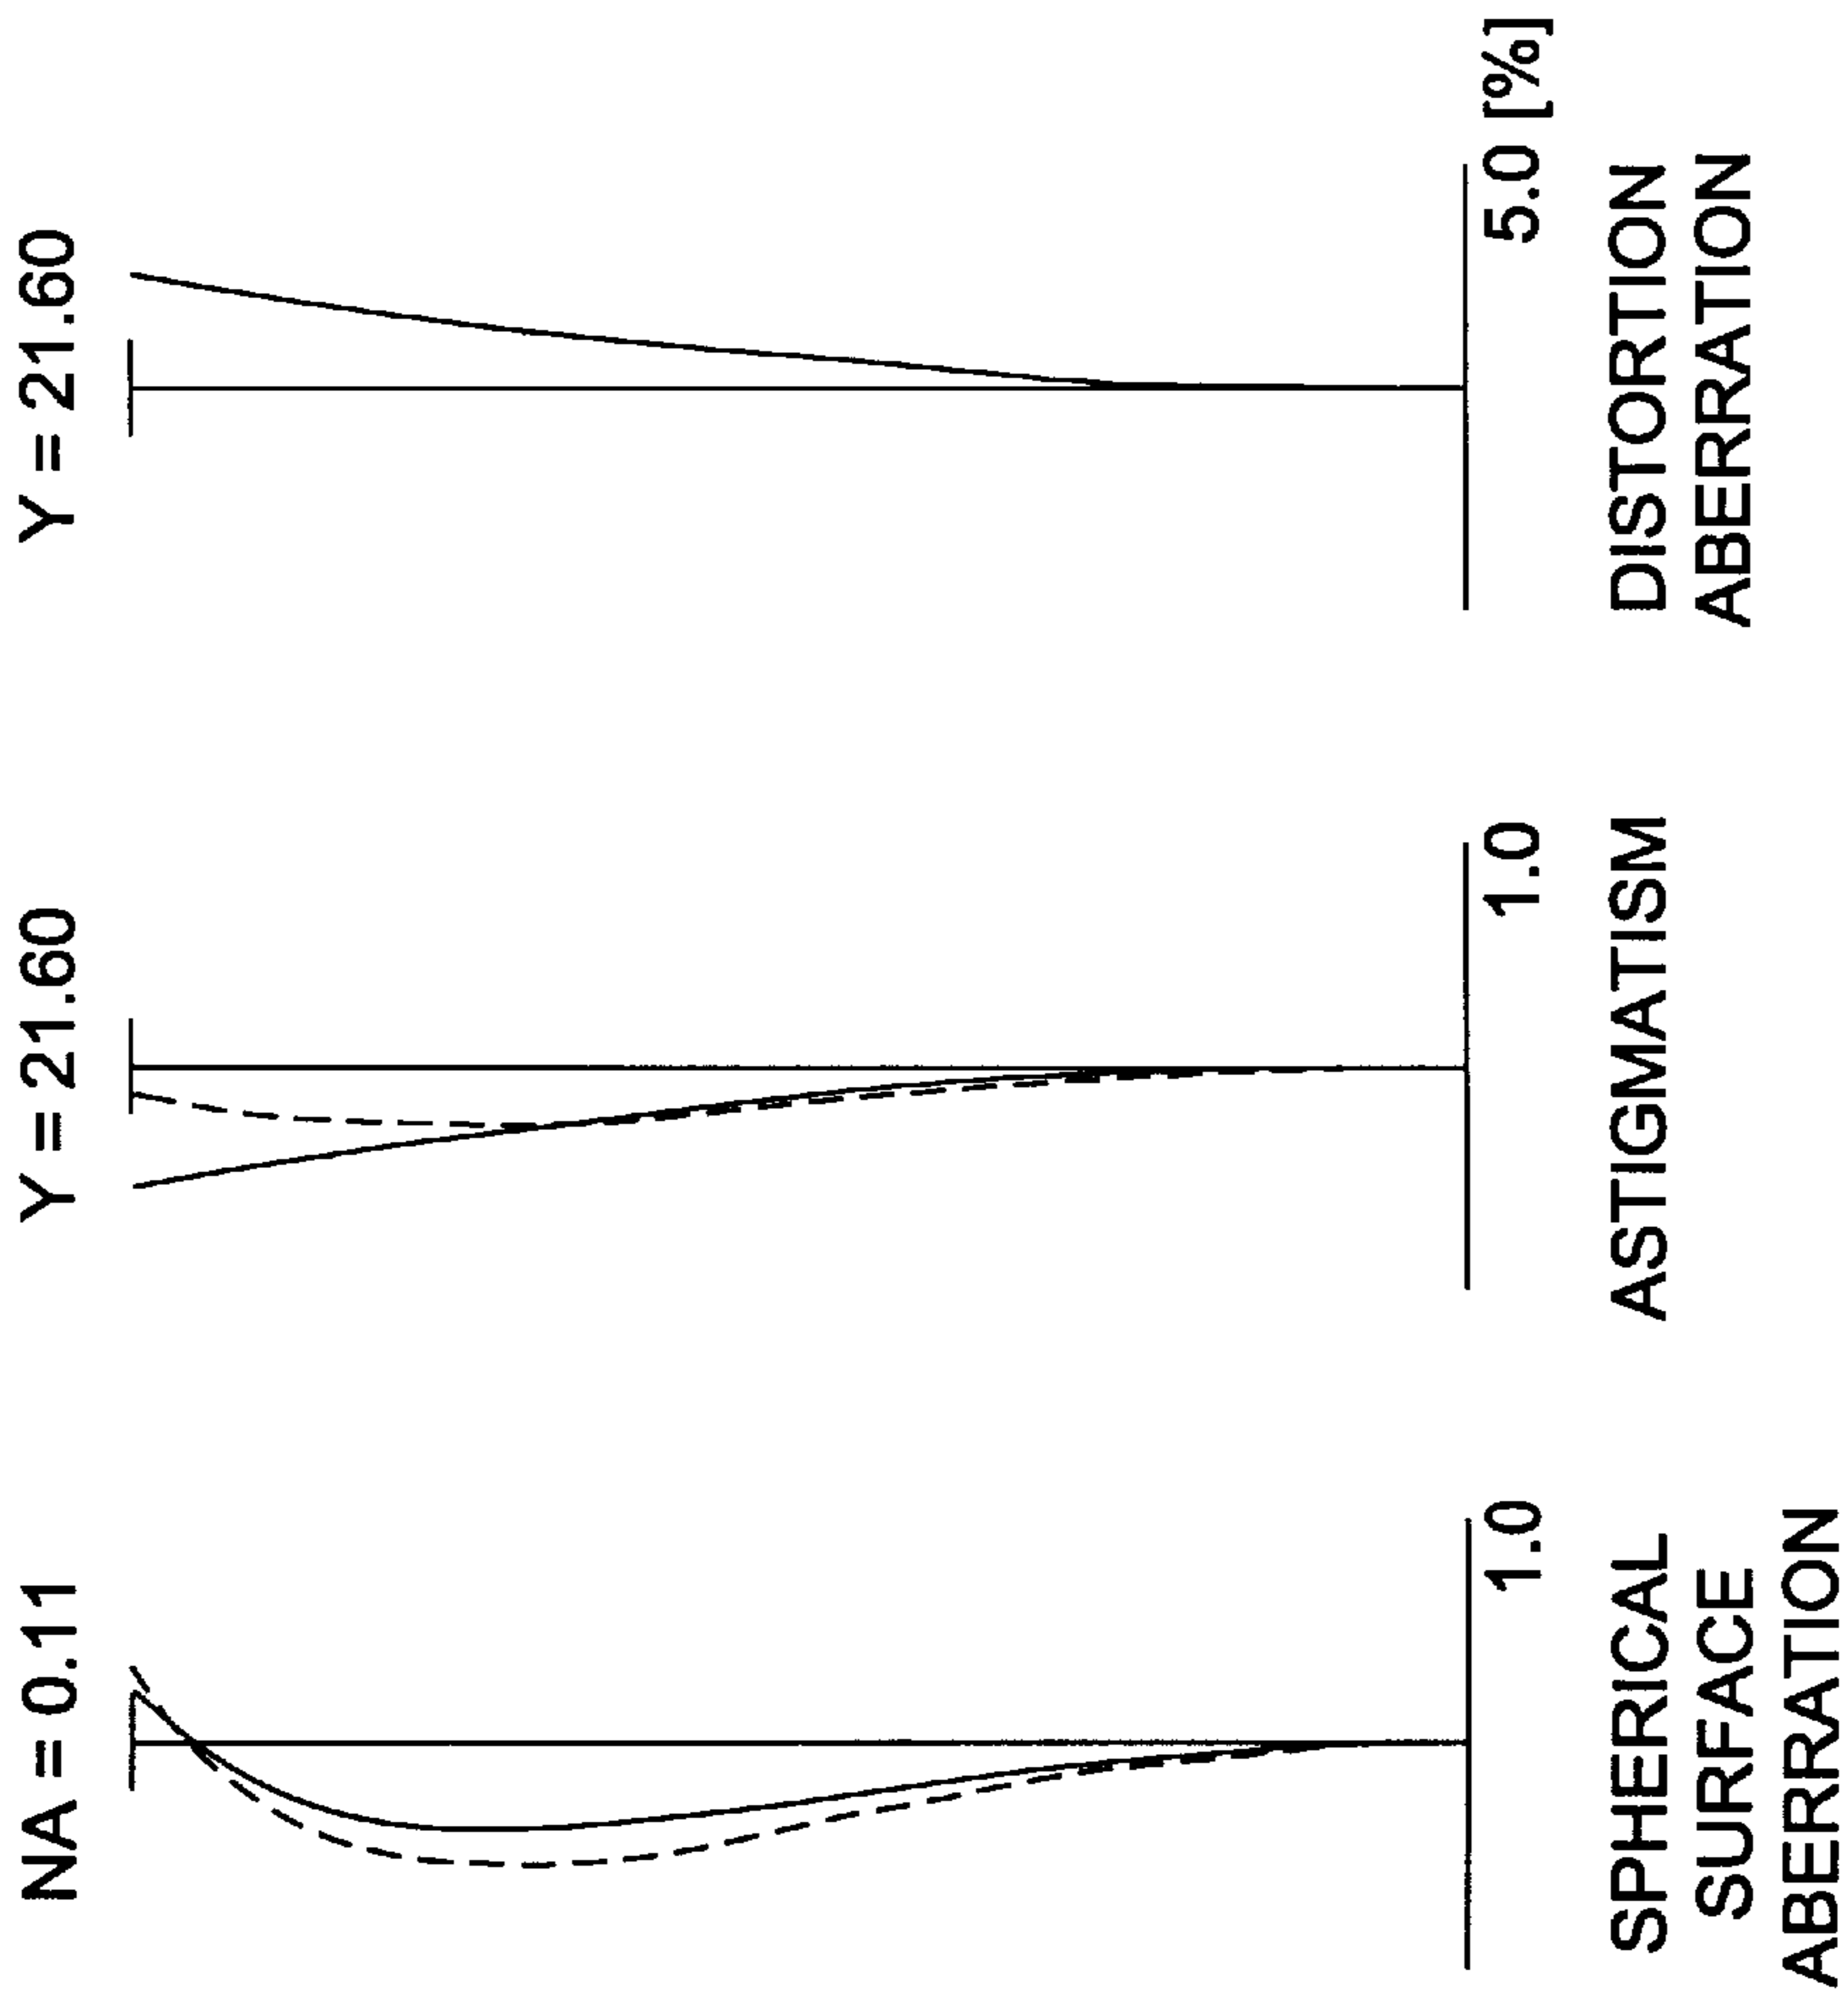 NA = 0.11
1.0
SPHERICAL
SURFACE
ABERRATION
Y = 21.60
1.0
ASTIGMATISM
Y = 21.60
5.0 [%]
DISTORTION
ABERRATION